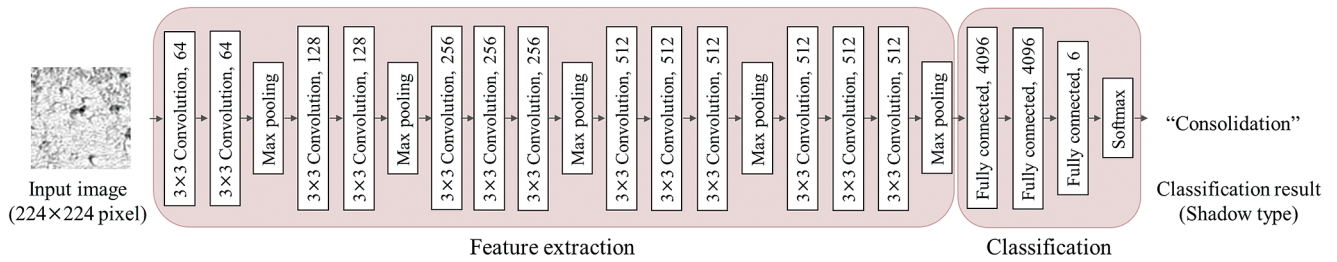 Input image
(224×224 pixel)
3×3 Convolution, 64
3×3 Convolution, 64
Max pooling
3×3 Convolution, 128
3×3 Convolution, 128
Max pooling
3×3 Convolution, 256
3×3 Convolution, 256
3×3 Convolution, 256
Max pooling
3×3 Convolution, 512
3×3 Convolution, 512
3×3 Convolution, 512
Max pooling
3×3 Convolution, 512
3×3 Convolution, 512
3×3 Convolution, 512
Max pooling
Feature extraction
Fully connected, 4096
Fully connected, 4096
Fully connected, 6
Softmax
Classification
“Consolidation”
Classification result
(Shadow type)